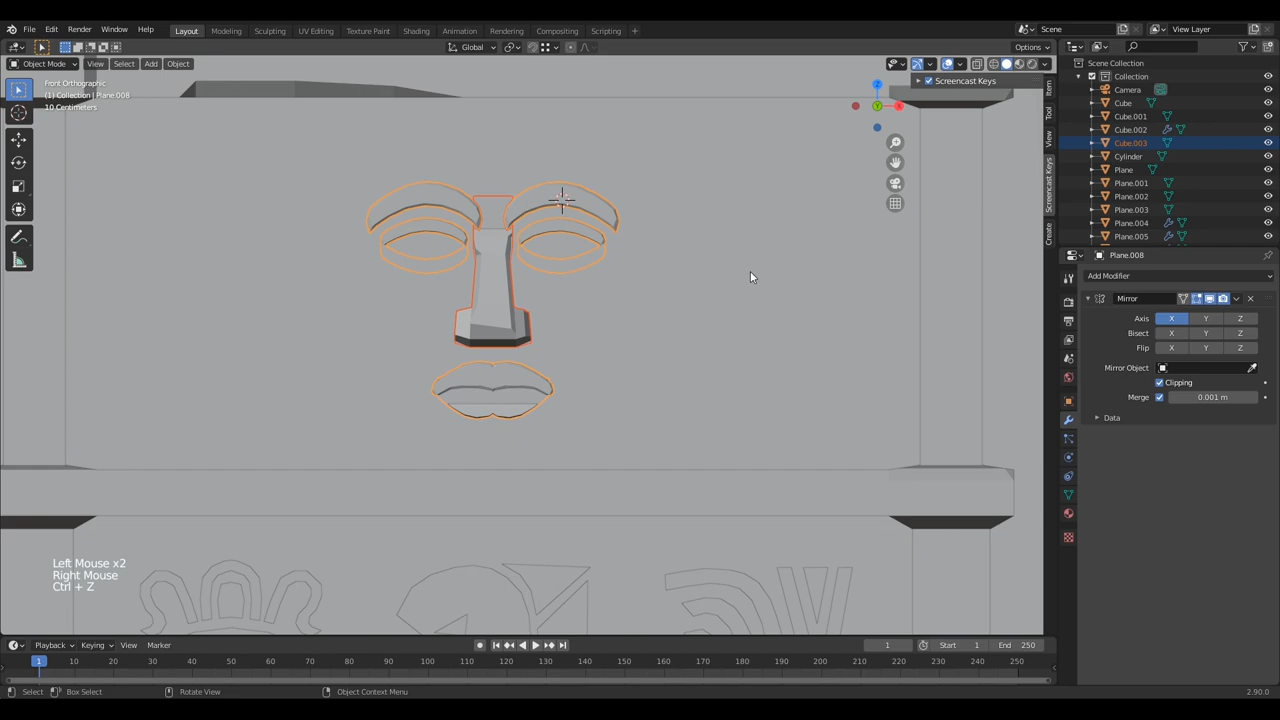 File Edit Render Window Help Layout Modeling Sculpting UV Editing Texture Paint Shading Animation Rendering Compositing Scripting + Scene View Layer
Global Options
Object Mode View Select Add Object
Front Orthographic
(1) Collection | Plane.008
10 Centimeters
Screencast Keys
Z
Y
X
Item
Tool
View
Screencast Keys
Create
Scene Collection
Collection
Camera
Cube
Cube.001
Cube.002
Cube.003
Cylinder
Plane
Plane.001
Plane.002
Plane.003
Plane.004
Plane.005
Plane.008
Add Modifier
Mirror
Axis X Y Z
Bisect X Y Z
Flip X Y Z
Mirror Object
Clipping
Merge 0.001 m
Data
Left Mouse x2
Right Mouse
Ctrl + Z
Playback Keying View Marker 1 Start 1 End 250
1 10 20 30 40 50 60 70 80 90 100 110 120 130 140 150 160 170 180 190 200 210 220 230 240 250
Select Box Select Rotate View Object Context Menu 2.90.0